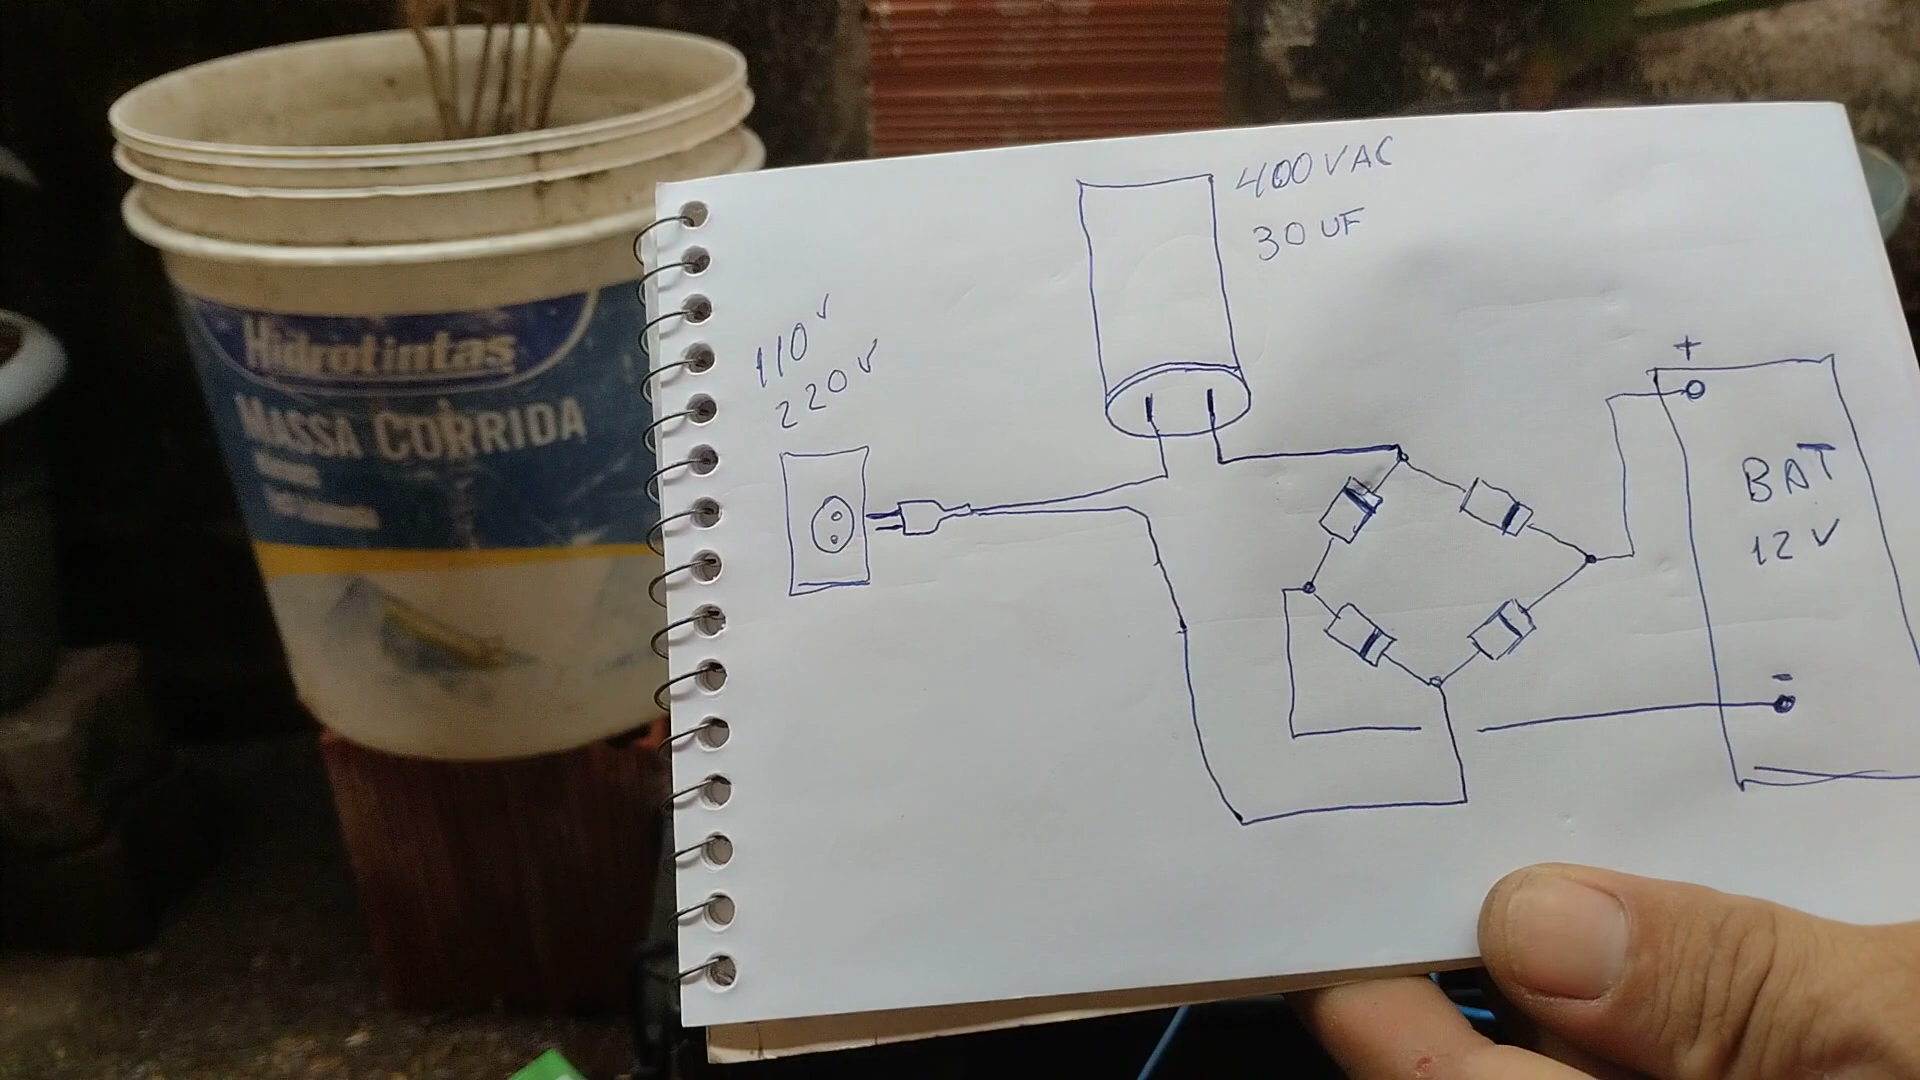 Hidrotintas
MASSA CORRIDA
110V
220V
400VAC
30UF
+
BAT
12V
-